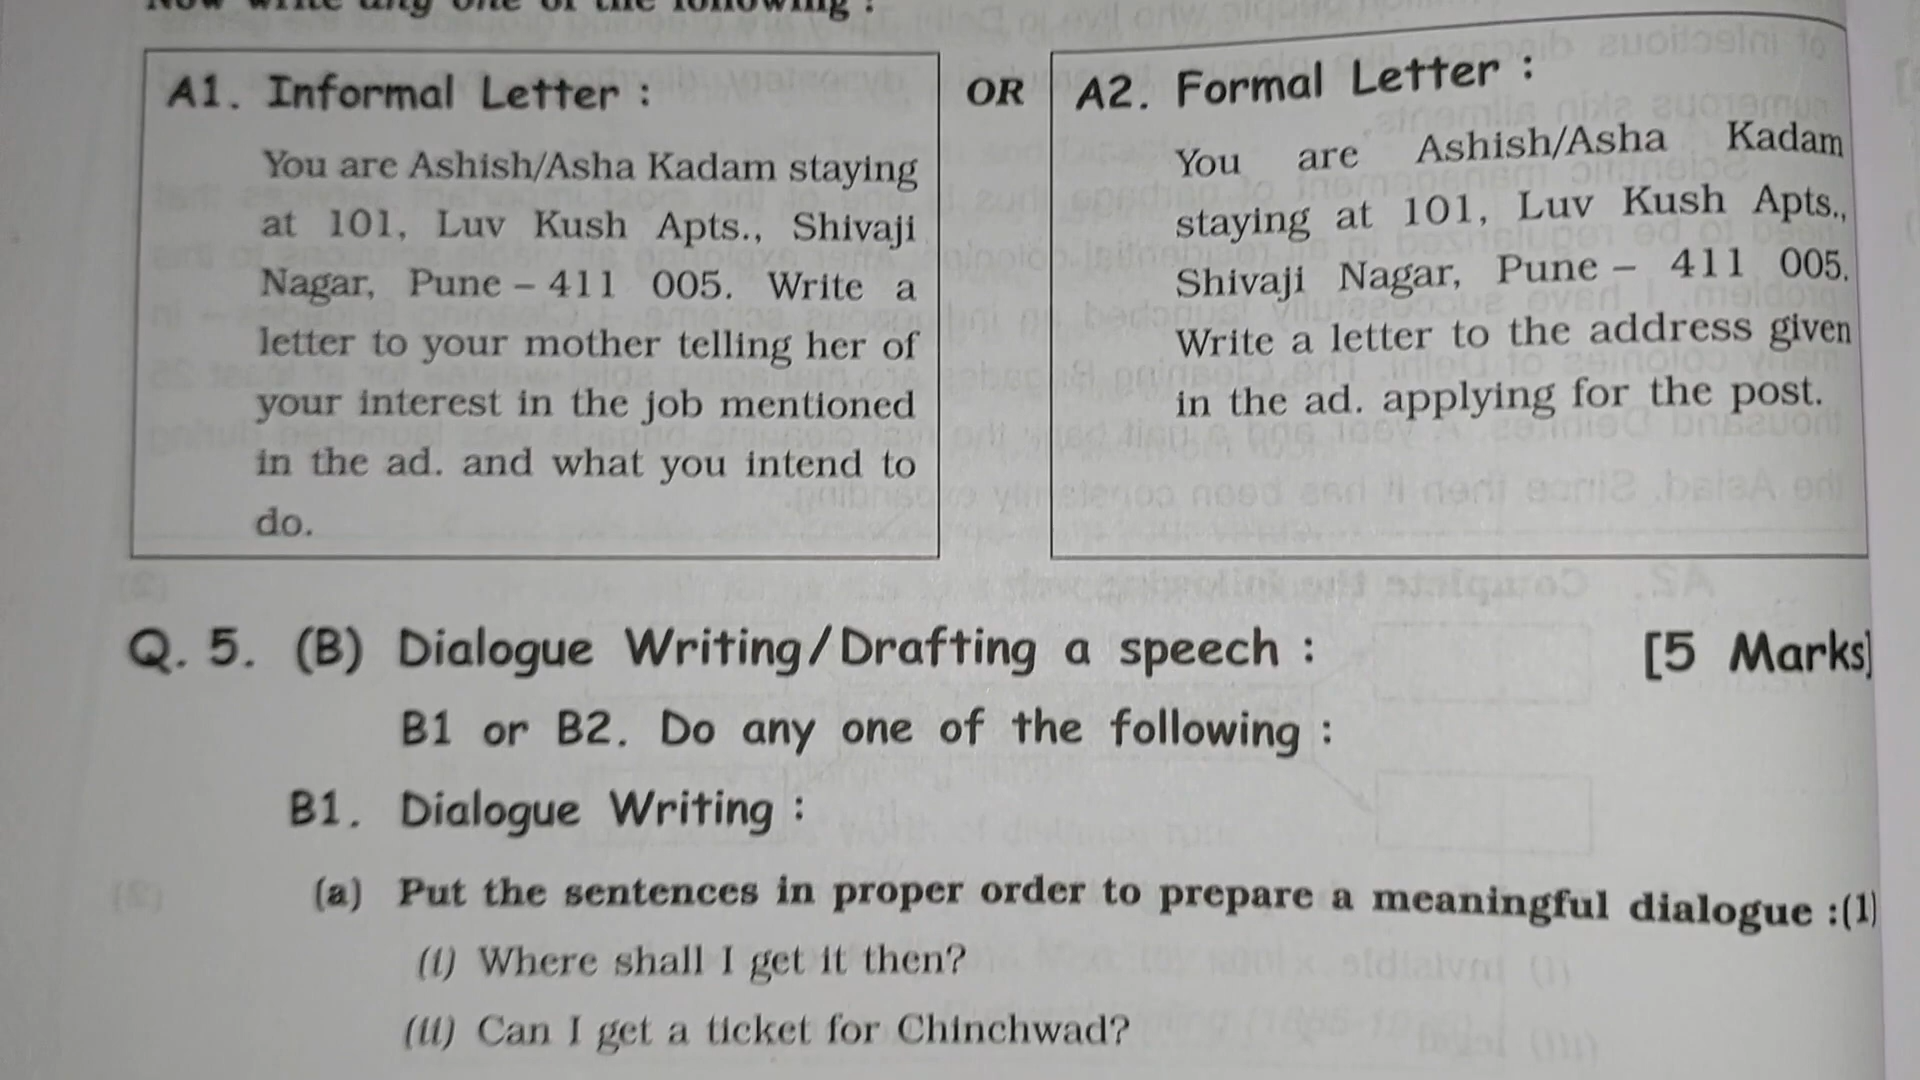 Now write any one of the following :
A1. Informal Letter :
You are Ashish/Asha Kadam staying
at 101, Luv Kush Apts., Shivaji
Nagar, Pune – 411 005. Write a
letter to your mother telling her of
your interest in the job mentioned
in the ad. and what you intend to
do.
OR
A2. Formal Letter :
You are Ashish/Asha Kadam
staying at 101, Luv Kush Apts.,
Shivaji Nagar, Pune – 411 005.
Write a letter to the address given
in the ad. applying for the post.
Q. 5. (B) Dialogue Writing/Drafting a speech : [5 Marks]
B1 or B2. Do any one of the following :
B1. Dialogue Writing :
(a) Put the sentences in proper order to prepare a meaningful dialogue :(1)
(i) Where shall I get it then?
(ii) Can I get a ticket for Chinchwad?